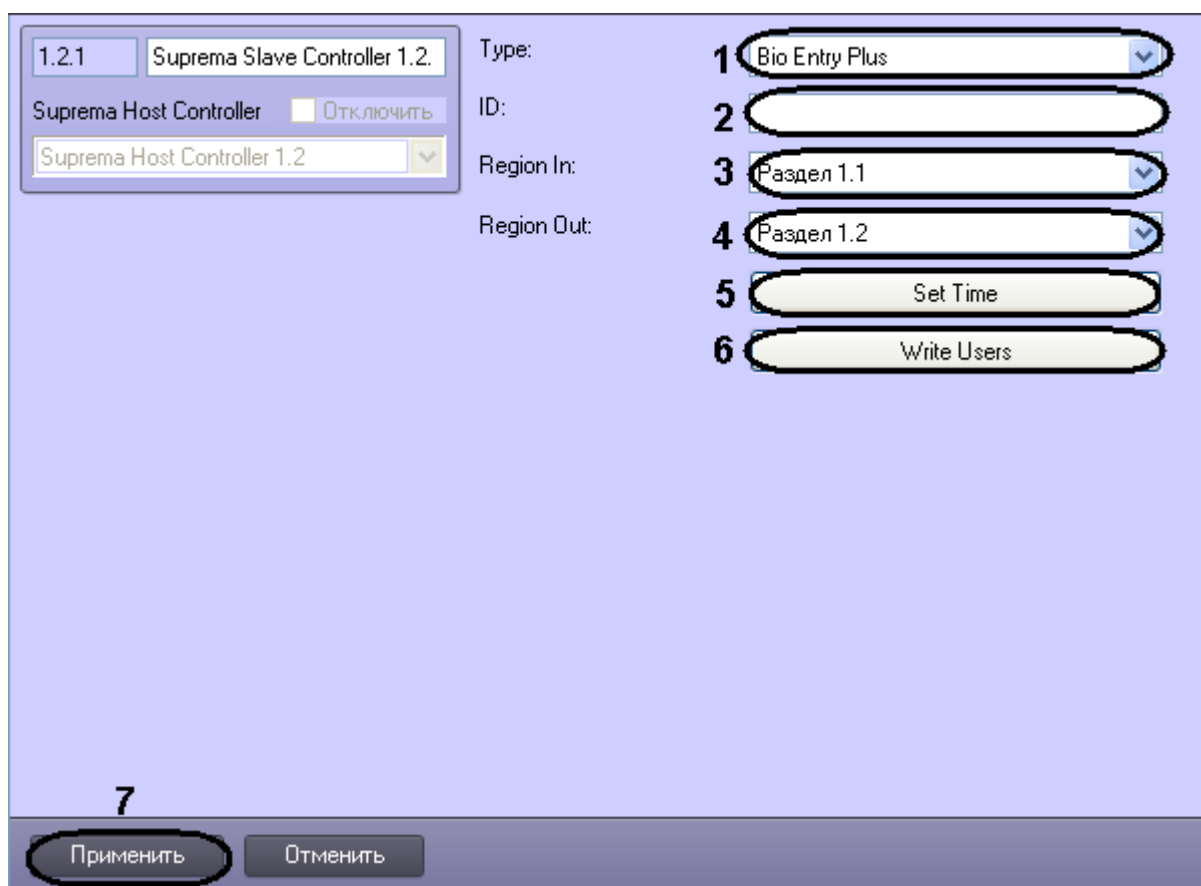 1.2.1 Suprema Slave Controller 1.2.
Suprema Host Controller Отключить
Suprema Host Controller 1.2
Type: 1 Bio Entry Plus
ID: 2
Region In: 3 Раздел 1.1
Region Out: 4 Раздел 1.2
5 Set Time
6 Write Users
7
Применить Отменить